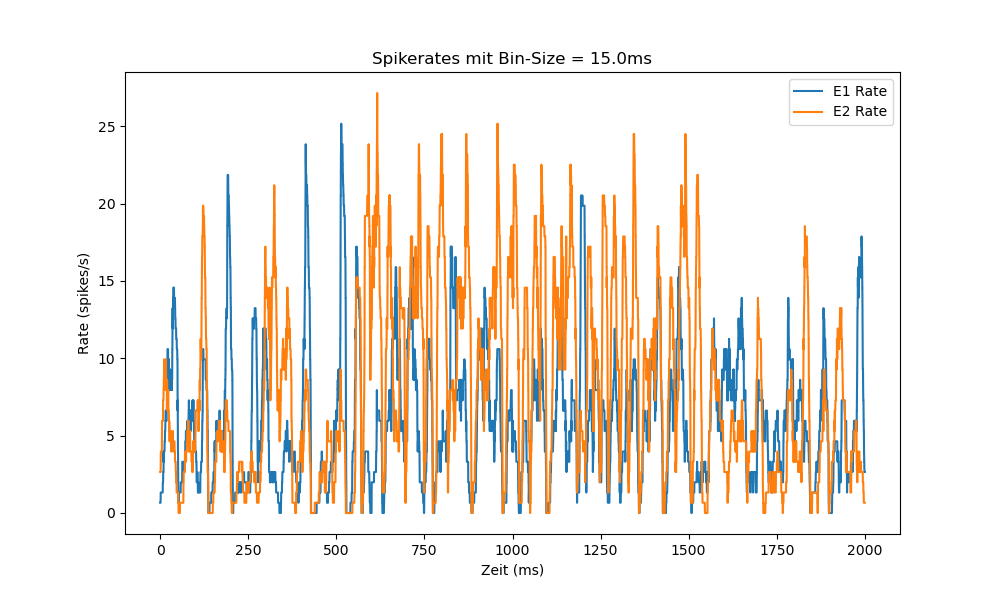 Spikerates mit Bin-Size = 15.0ms
E1 Rate
E2 Rate
Rate (spikes/s)
25
20
15
10
5
0
0 250 500 750 1000 1250 1500 1750 2000
Zeit (ms)